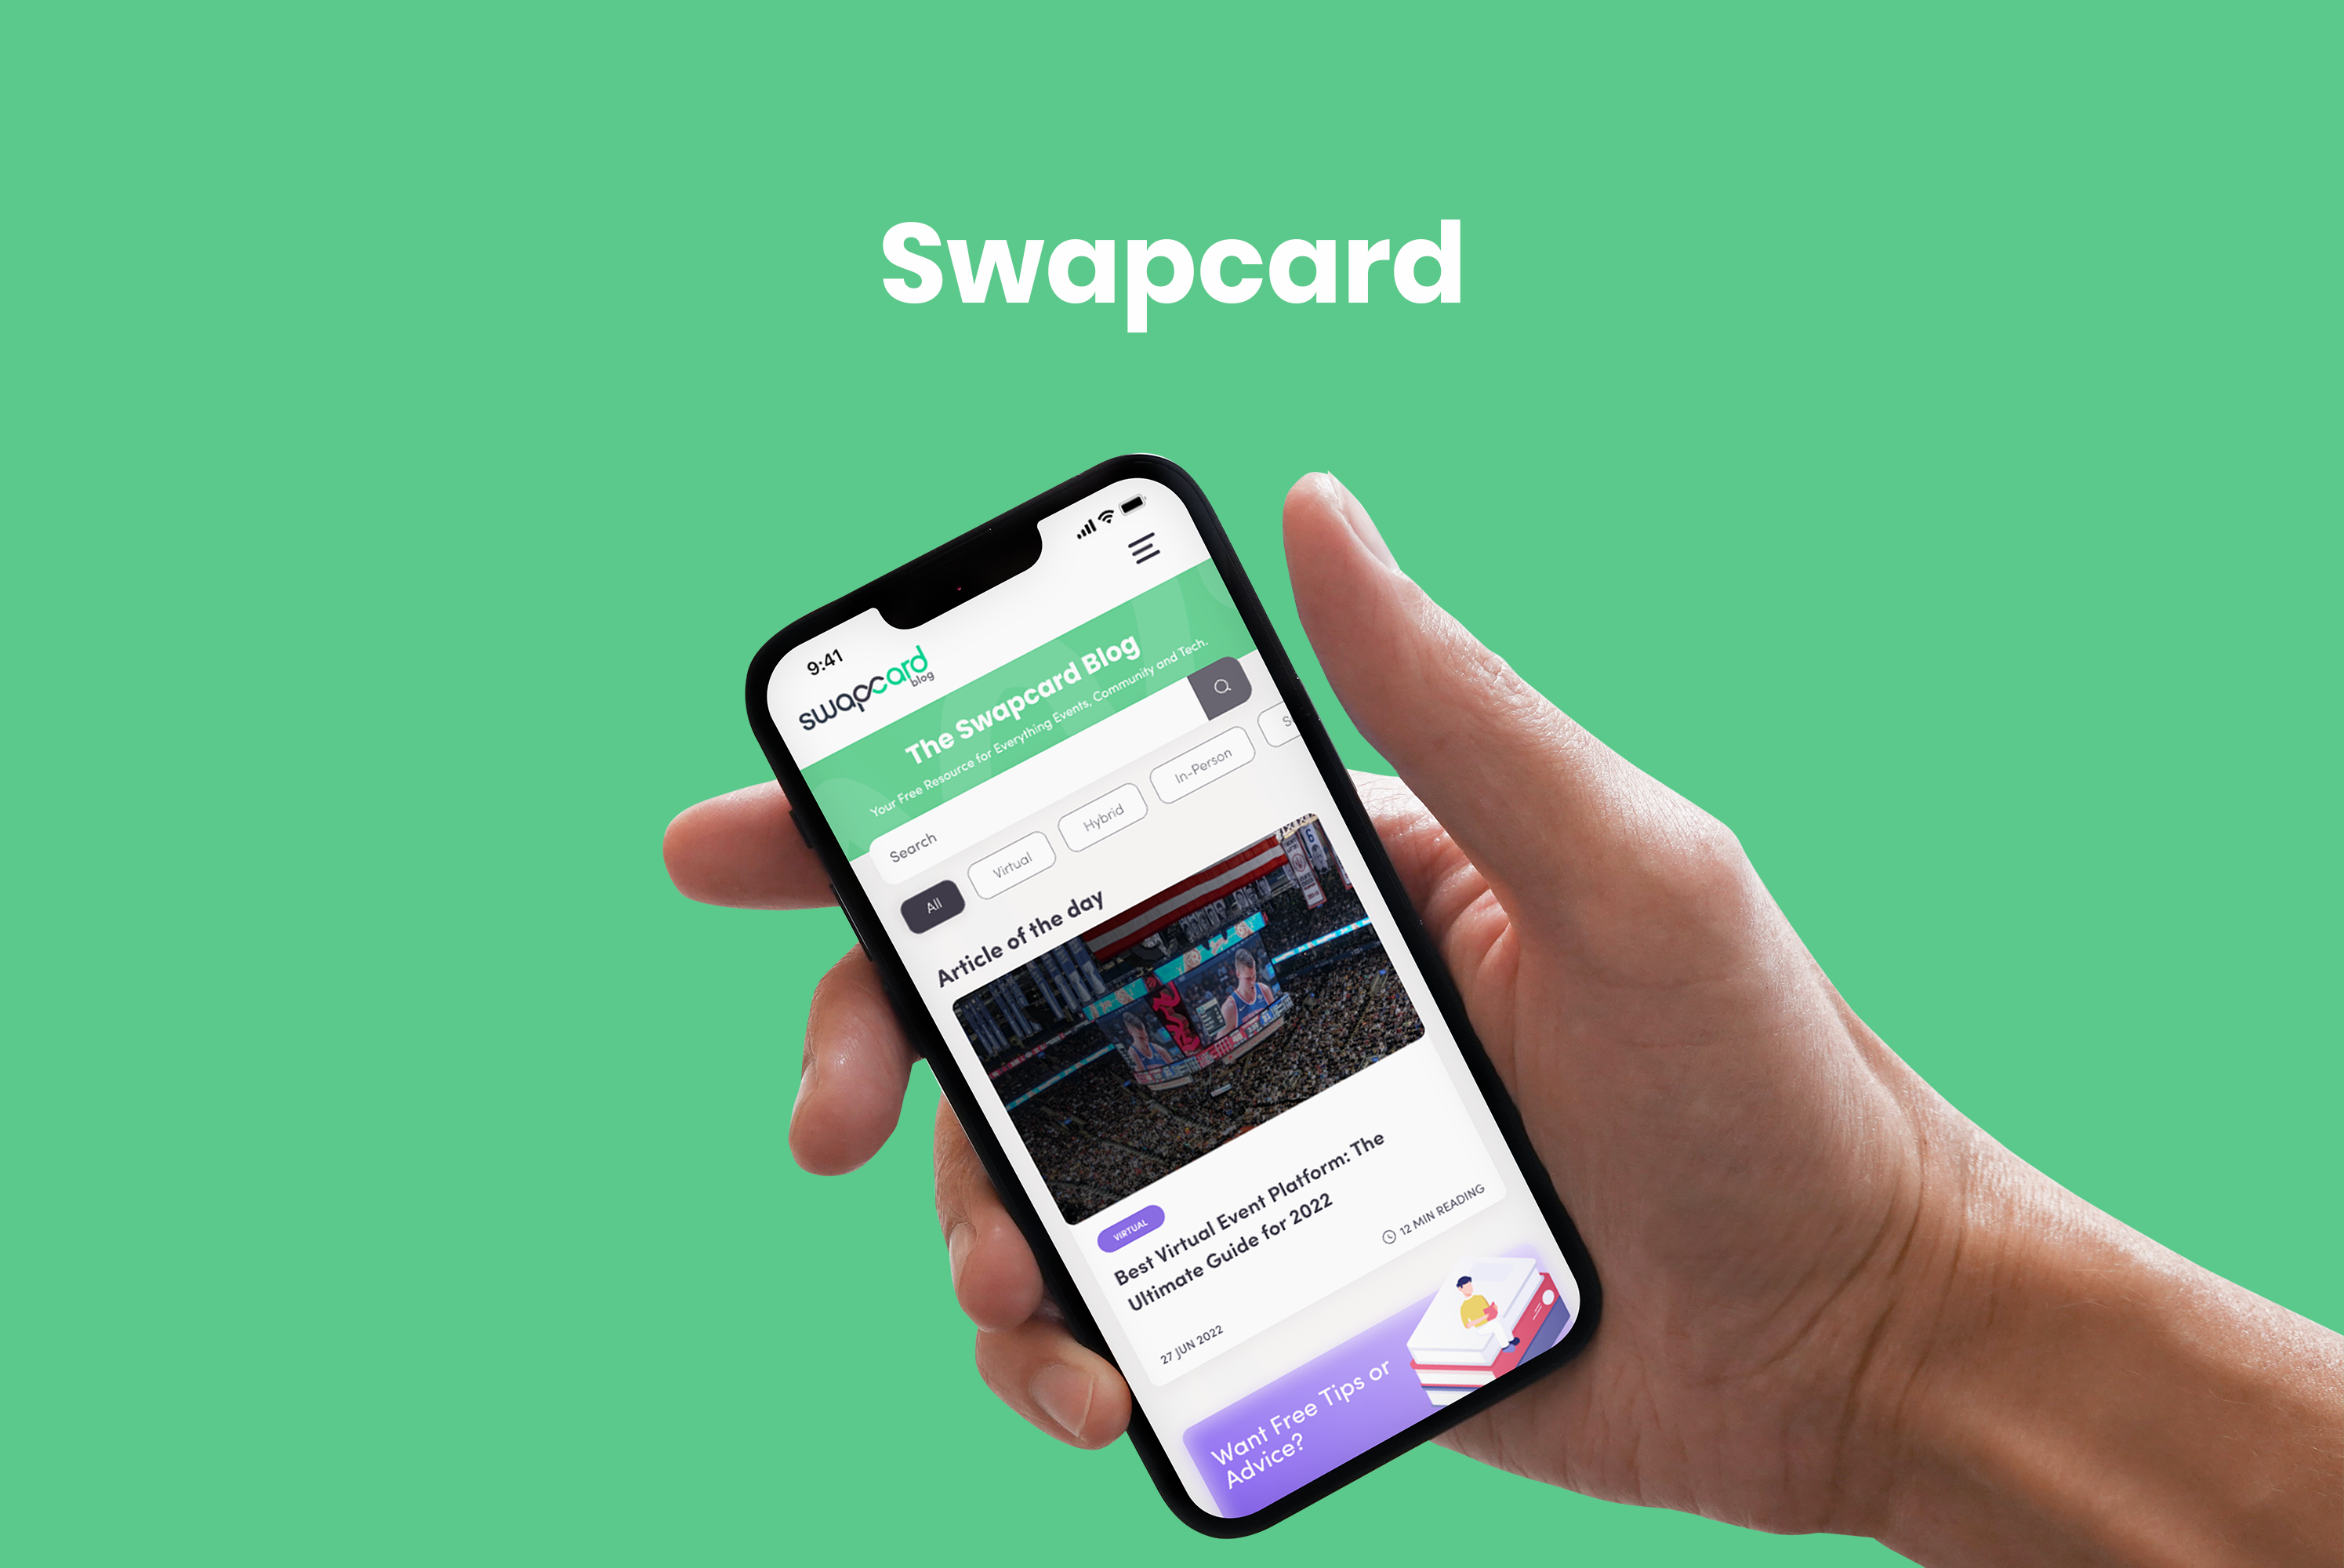 Swapcard
9:41
swapcard
blog
The Swapcard Blog
Your Free Resource for Everything Events, Community and Tech.
Search
All
Virtual
Hybrid
In-Person
Article of the day
6
VIRTUAL
Best Virtual Event Platform: The
Ultimate Guide for 2022
12 MIN READING
27 JUN 2022
Want Free Tips or
Advice?